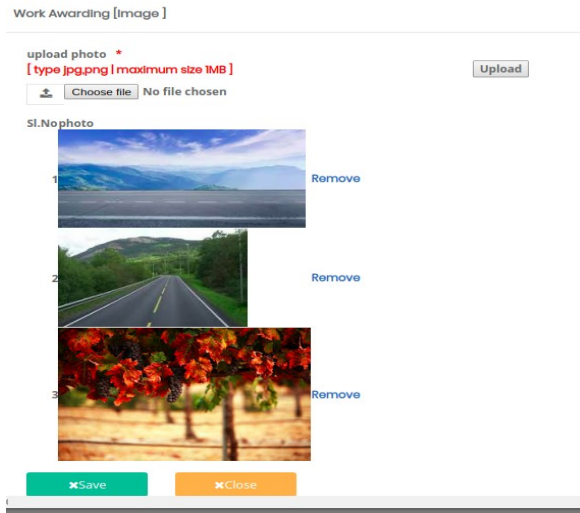 Work Awarding [Image ]
upload photo *
[ type jpg,png | maximum size 1MB ]
Upload
Choose file No file chosen
Sl.No photo
1 Remove
2 Remove
3 Remove
×Save ×Close